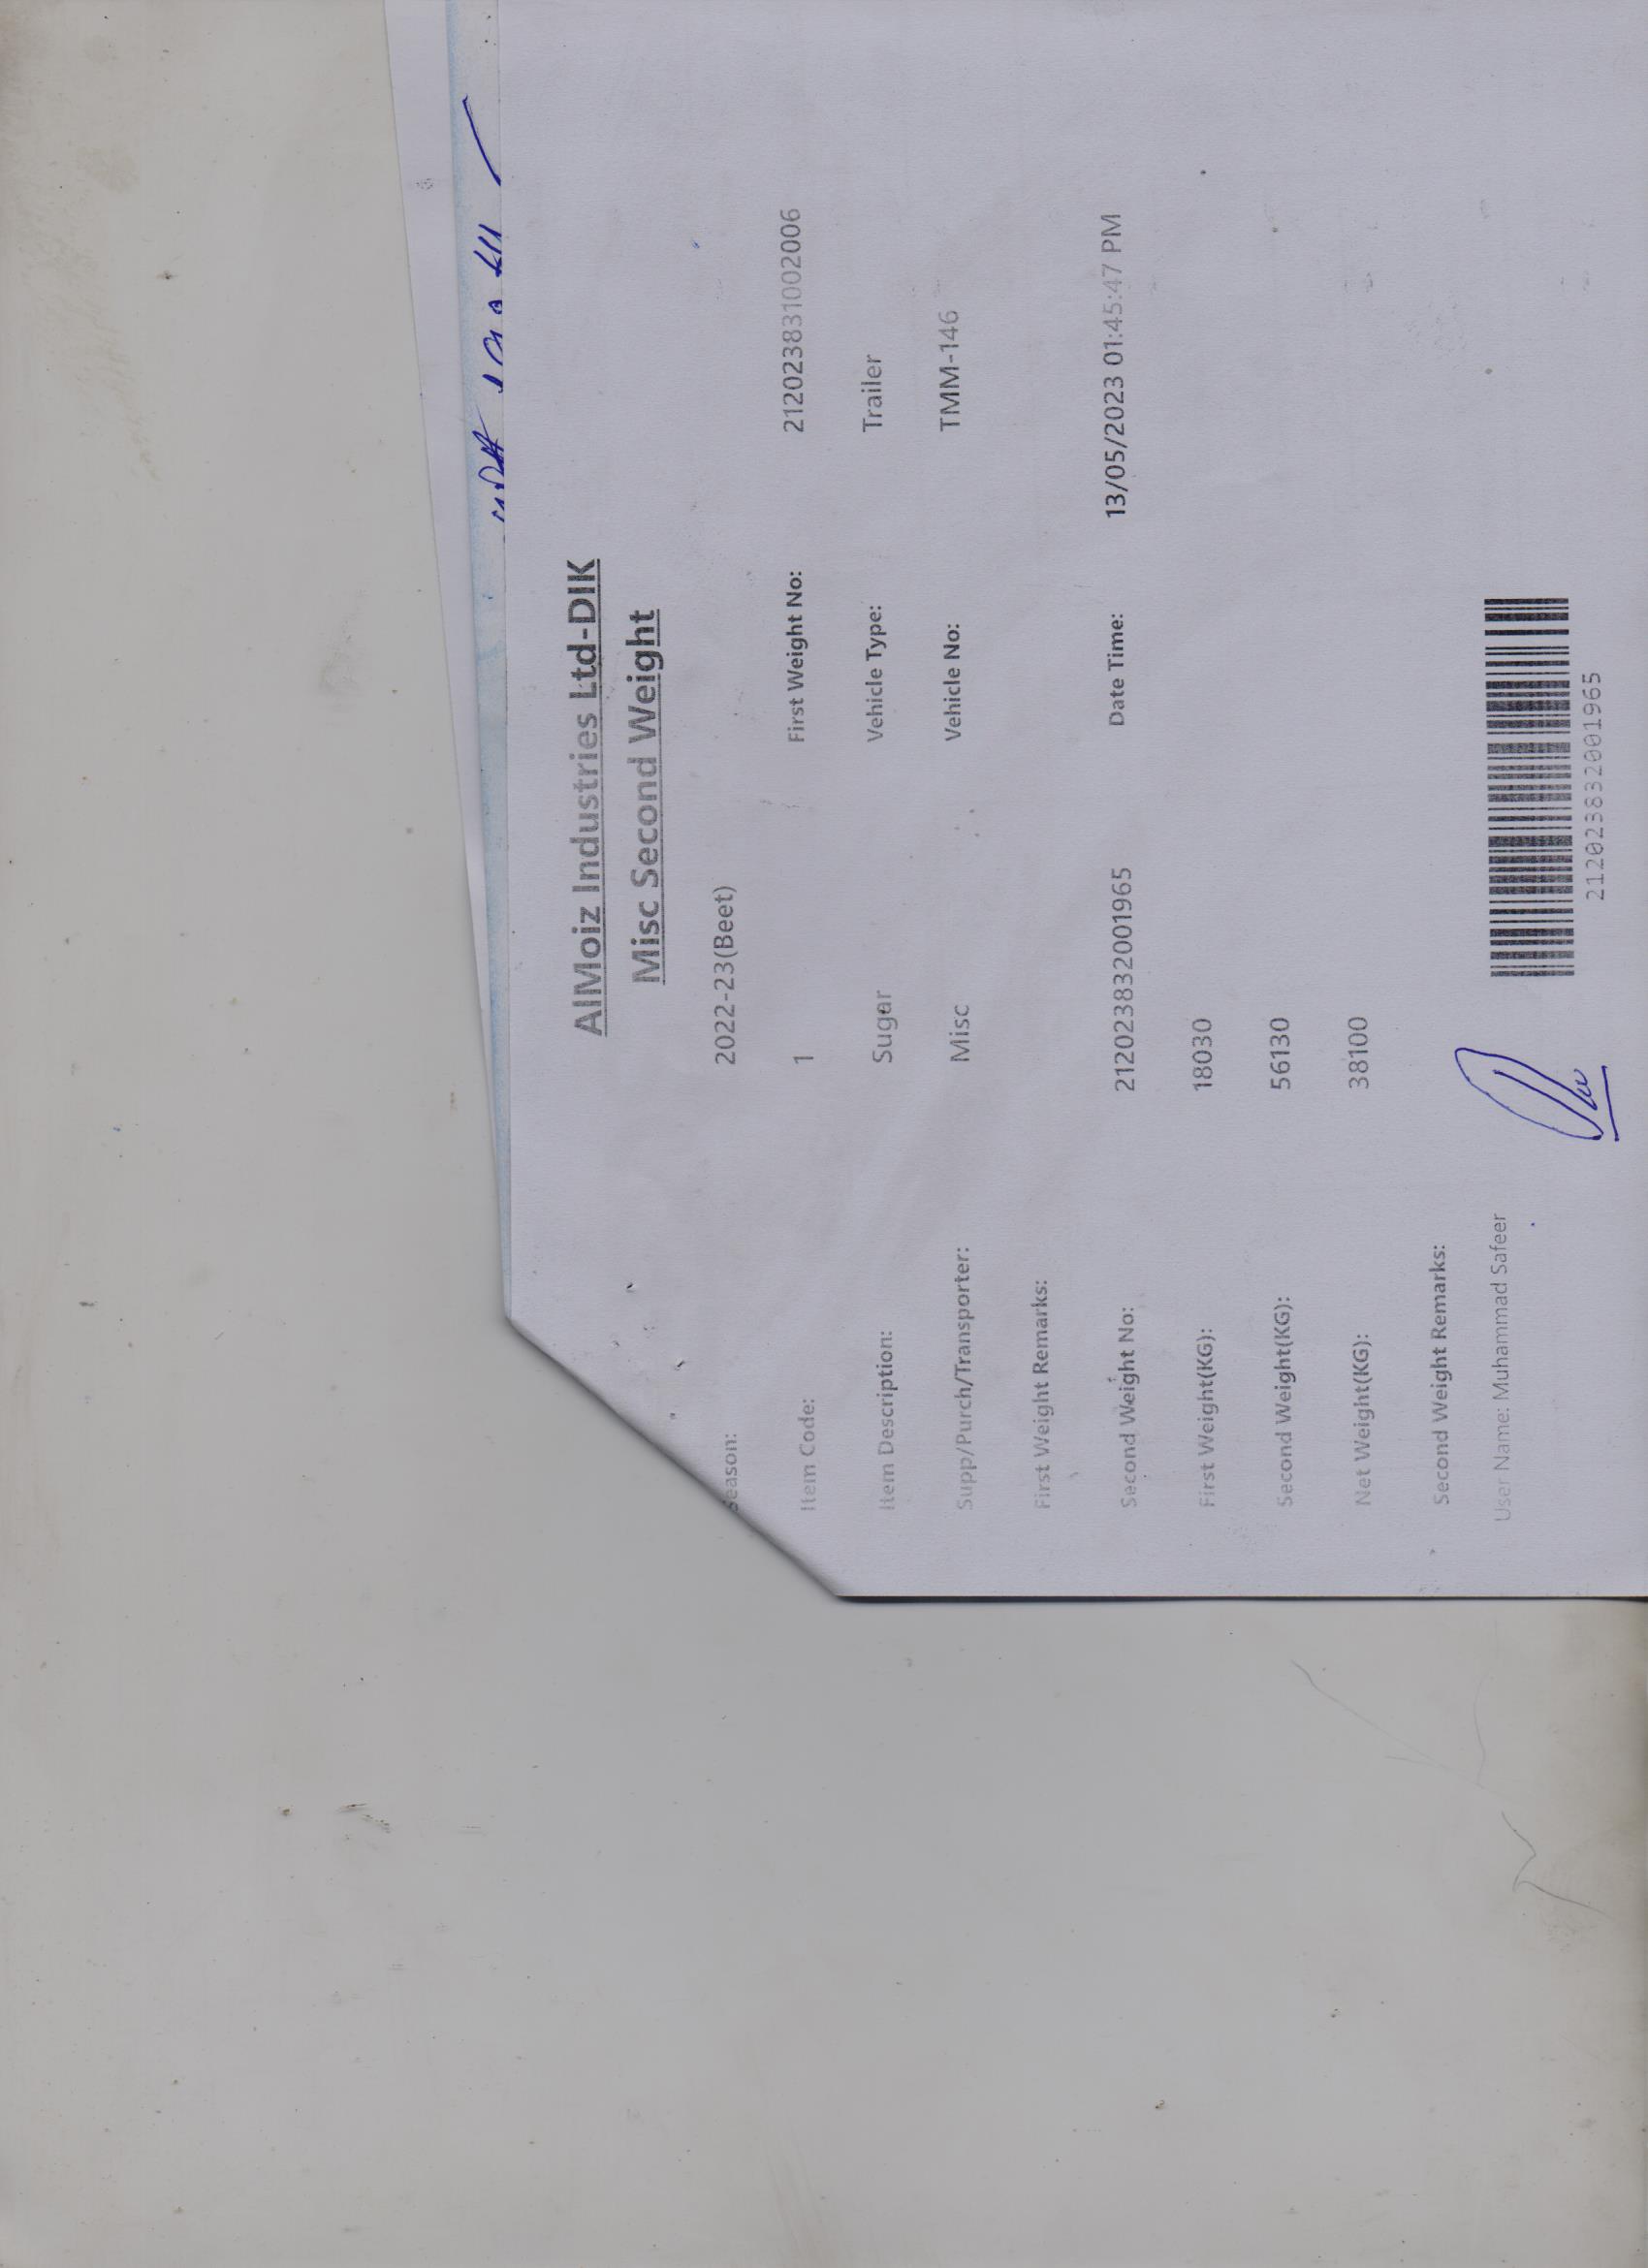 AlMoiz Industries Ltd-DIK
Misc Second Weight
Season: 2022-23(Beet)
Item Code: 1 First Weight No: 212023831002006
Item Description: Sugar Vehicle Type: Trailer
Supp/Purch/Transporter: Misc Vehicle No: TMM-146
First Weight Remarks:
Second Weight No: 212023832001965 Date Time: 13/05/2023 01:45:47 PM
First Weight(KG): 18030
Second Weight(KG): 56130
Net Weight(KG): 38100
Second Weight Remarks:
User Name: Muhammad Safeer
212023832001965